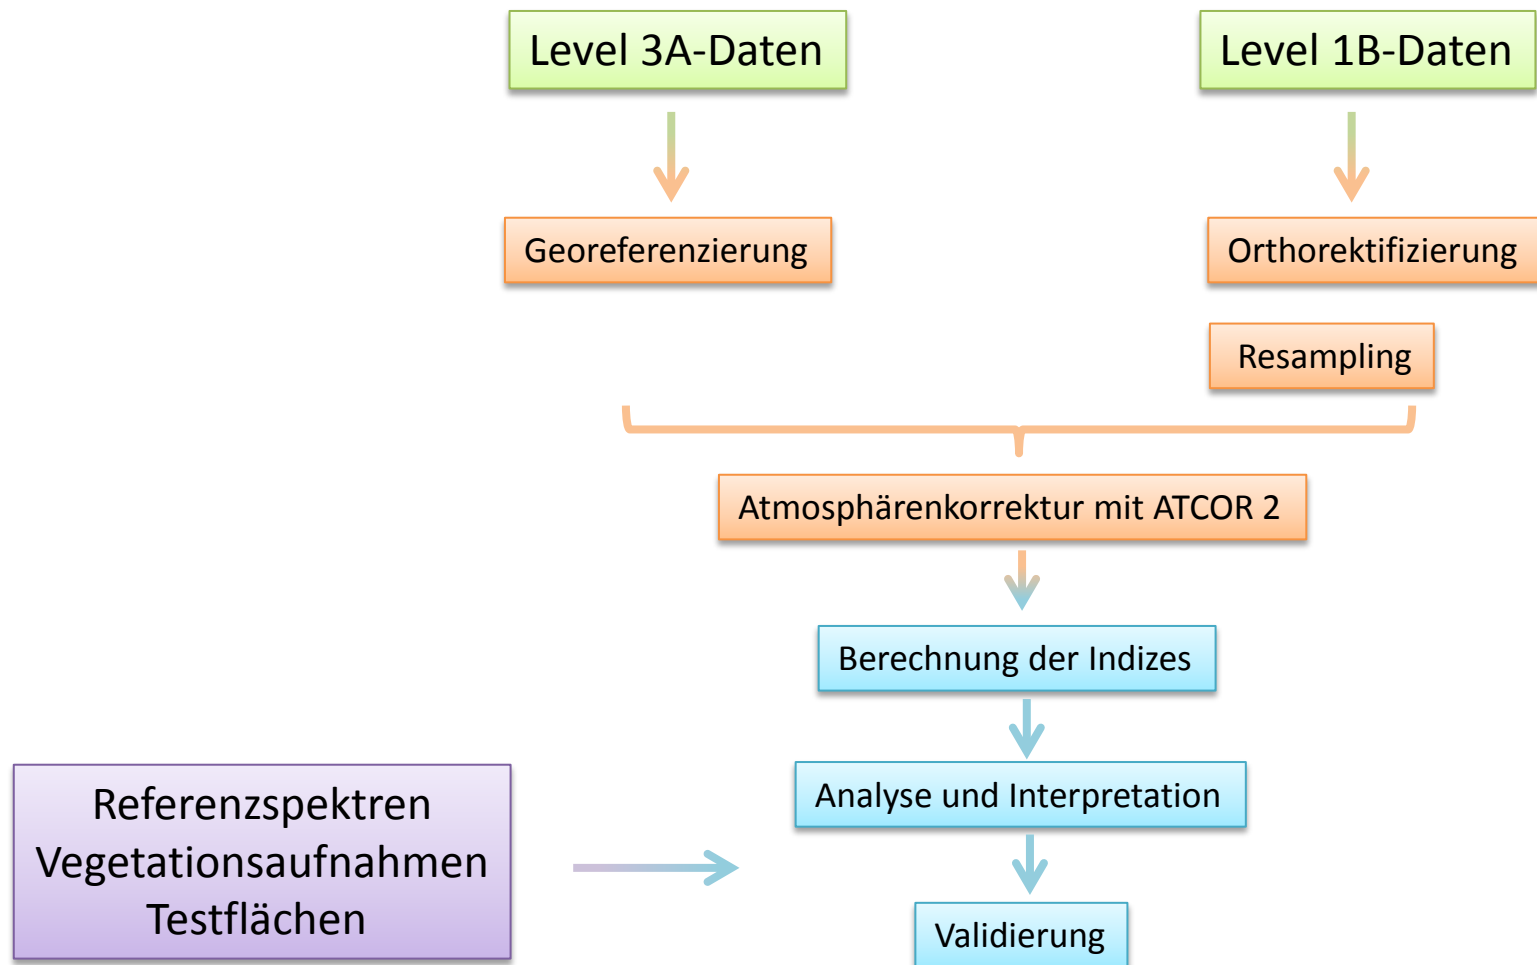 Level 3A-Daten
Level 1B-Daten
Georeferenzierung
Orthorektifizierung
Resampling
Atmosphärenkorrektur mit ATCOR 2
Berechnung der Indizes
Analyse und Interpretation
Referenzspektren
Vegetationsaufnahmen
Testflächen
Validierung